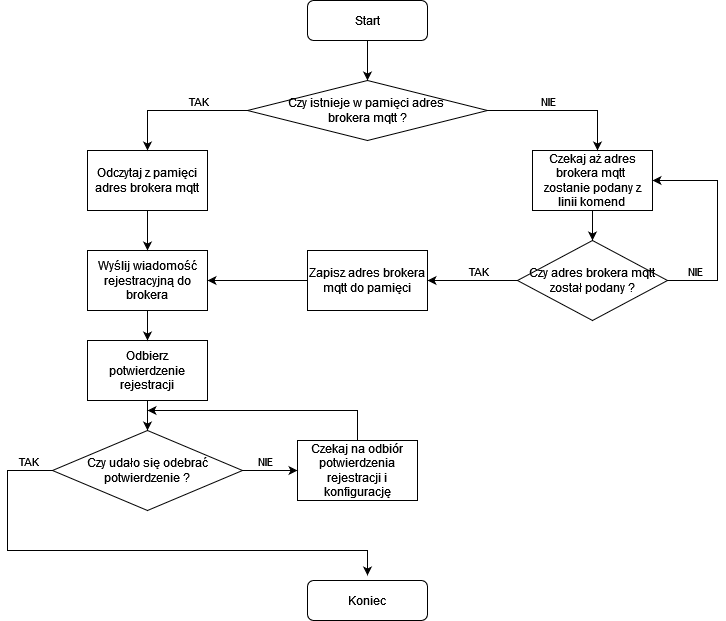 Start
Czy istnieje w pamięci adres
brokera mqtt ?
TAK
NIE
Odczytaj z pamięci
adres brokera mqtt
Czekaj aż adres
brokera mqtt
zostanie podany z
linii komend
Wyślij wiadomość
rejestracyjną do
brokera
Zapisz adres brokera
mqtt do pamięci
TAK
Czy adres brokera mqtt
został podany ?
NIE
Odbierz
potwierdzenie
rejestracji
TAK
Czy udało się odebrać
potwierdzenie ?
NIE
Czekaj na odbiór
potwierdzenia
rejestracji i
konfigurację
Koniec